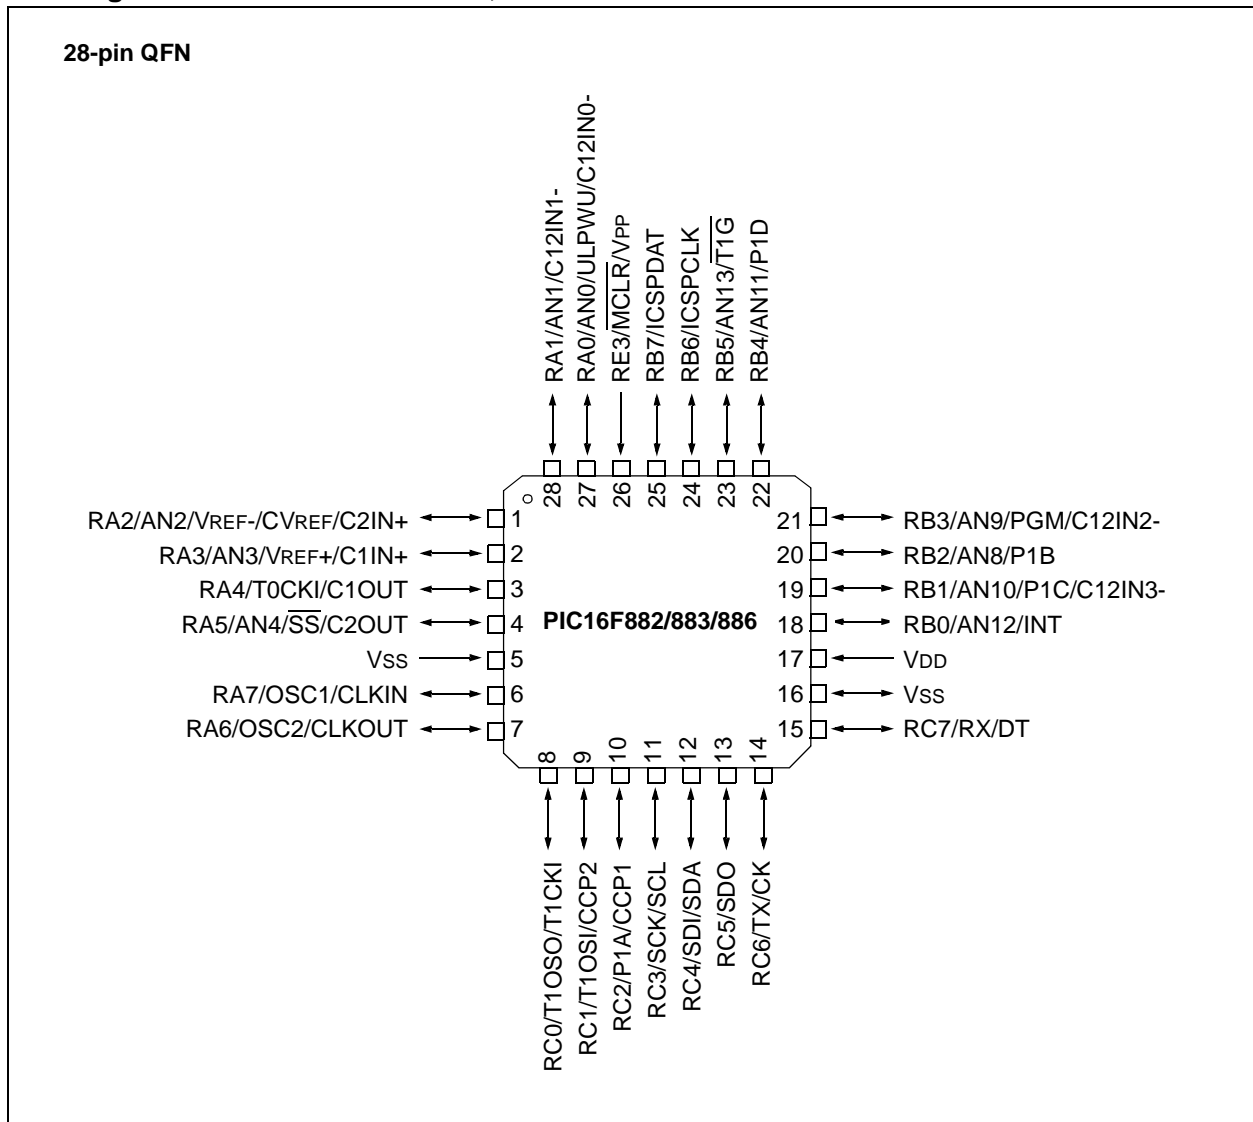 28-pin QFN
RA1/AN1/C12IN1-
RA0/AN0/ULPWU/C12IN0-
RE3/MCLR/VPP
RB7/ICSPDAT
RB6/ICSPCLK
RB5/AN13/T1G
RB4/AN11/P1D
28
27
26
25
24
23
22
RA2/AN2/VREF-/CVREF/C2IN+
1
RA3/AN3/VREF+/C1IN+
2
RA4/T0CKI/C1OUT
3
RA5/AN4/SS/C2OUT
4
VSS
5
RA7/OSC1/CLKIN
6
RA6/OSC2/CLKOUT
7
PIC16F882/883/886
21
RB3/AN9/PGM/C12IN2-
20
RB2/AN8/P1B
19
RB1/AN10/P1C/C12IN3-
18
RB0/AN12/INT
17
VDD
16
VSS
15
RC7/RX/DT
8
9
10
11
12
13
14
RC0/T1OSO/T1CKI
RC1/T1OSI/CCP2
RC2/P1A/CCP1
RC3/SCK/SCL
RC4/SDI/SDA
RC5/SDO
RC6/TX/CK